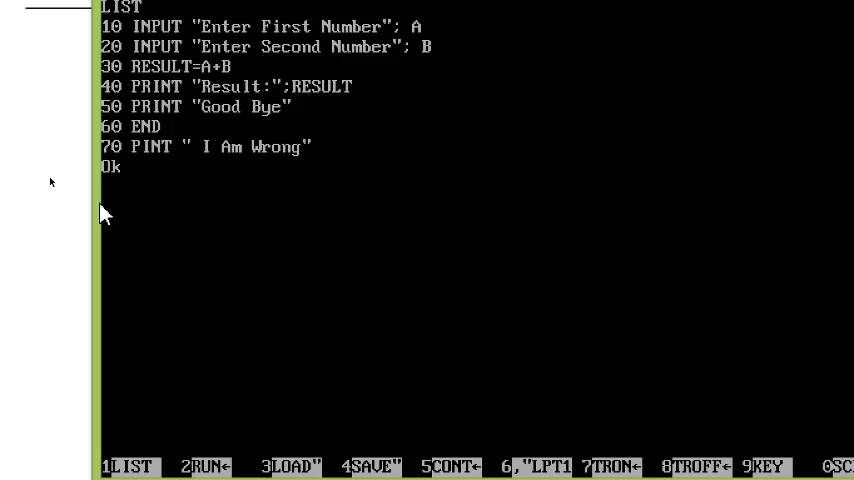 LIST
10 INPUT "Enter First Number"; A
20 INPUT "Enter Second Number"; B
30 RESULT=A+B
40 PRINT "Result:";RESULT
50 PRINT "Good Bye"
60 END
70 PINT " I Am Wrong"
Ok
1LIST 2RUN← 3LOAD" 4SAVE" 5CONT← 6,"LPT1 7TRON← 8TROFF← 9KEY 0SC